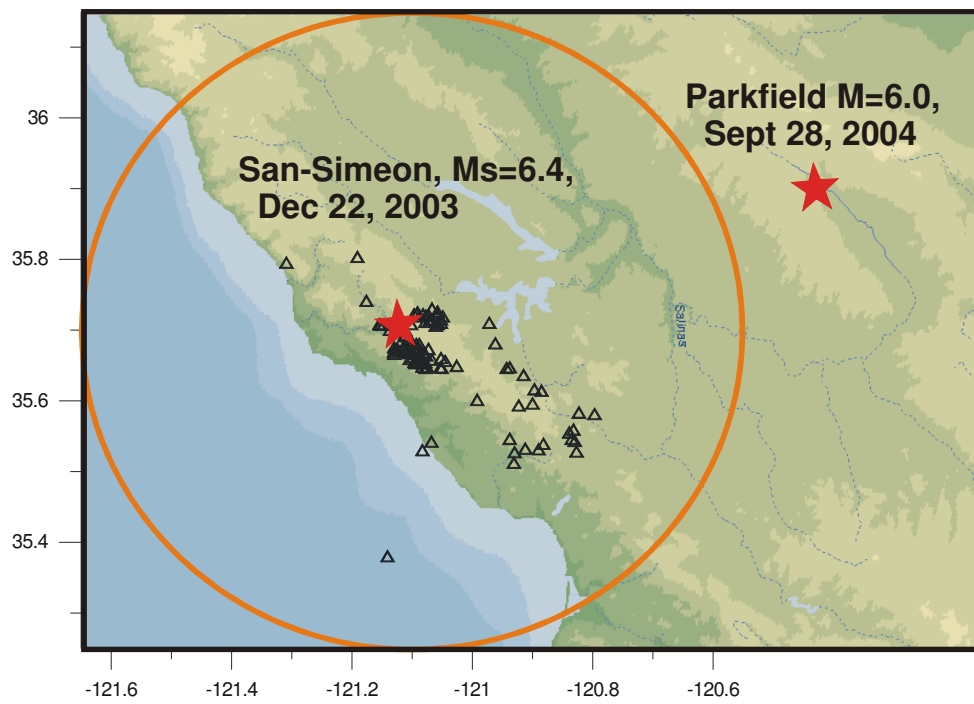 36
35.8
35.6
35.4
Parkfield M=6.0,
Sept 28, 2004
San-Simeon, Ms=6.4,
Dec 22, 2003
Salinas
-121.6
-121.4
-121.2
-121
-120.8
-120.6